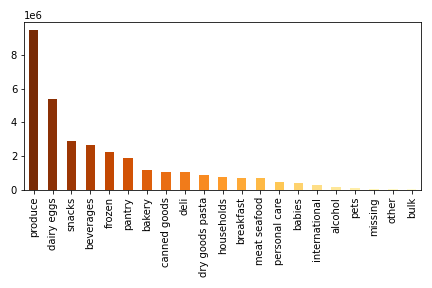 1e6
8
6
4
2
0
produce
dairy eggs
snacks
beverages
frozen
pantry
bakery
canned goods
deli
dry goods pasta
households
breakfast
meat seafood
personal care
babies
international
alcohol
pets
missing
other
bulk